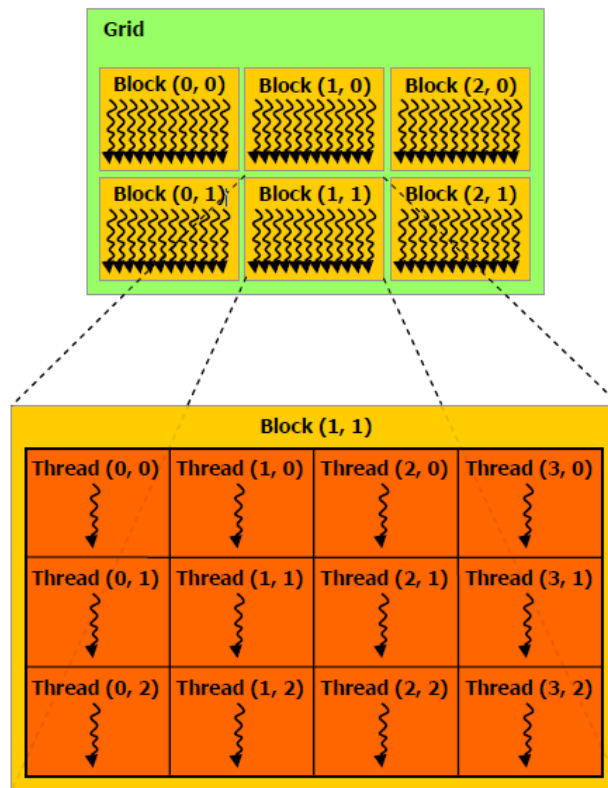 Grid
Block (0, 0) Block (1, 0) Block (2, 0)
Block (0, 1) Block (1, 1) Block (2, 1)
Block (1, 1)
Thread (0, 0) Thread (1, 0) Thread (2, 0) Thread (3, 0)
Thread (0, 1) Thread (1, 1) Thread (2, 1) Thread (3, 1)
Thread (0, 2) Thread (1, 2) Thread (2, 2) Thread (3, 2)